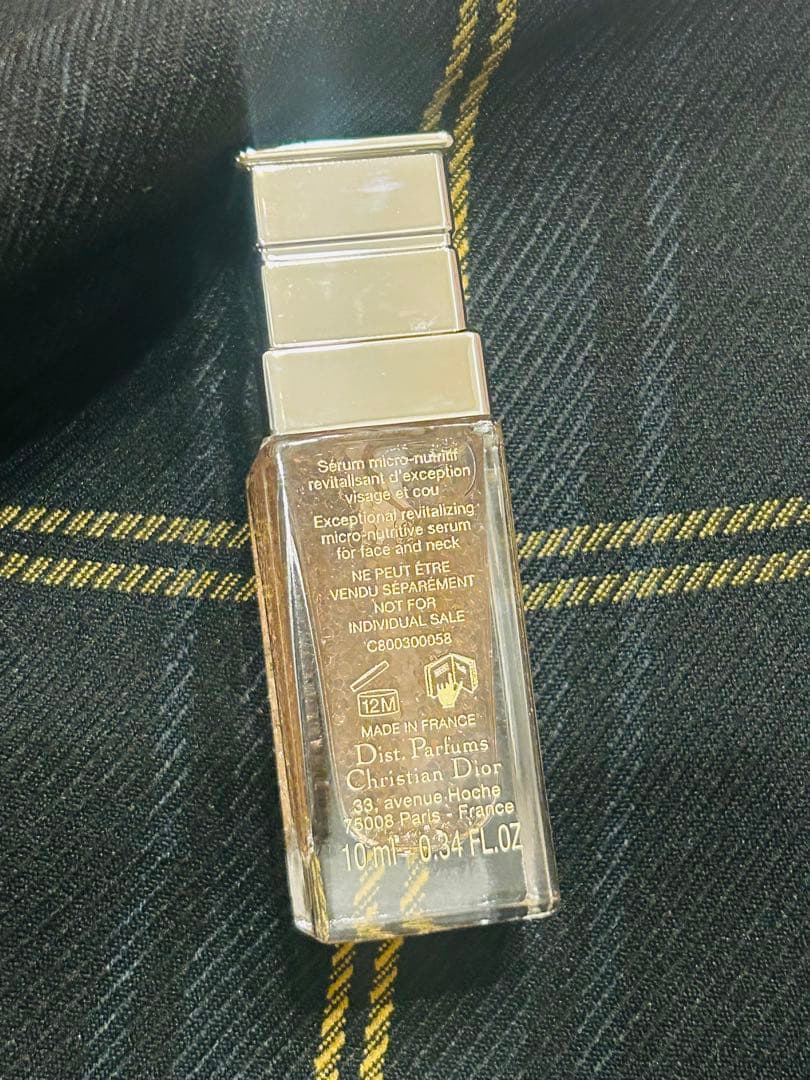 Sérum micro-nutritif
revitalisant d'exception
visage et cou
Exceptional revitalizing
micro-nutritive serum
for face and neck
NE PEUT ÊTRE
VENDU SÉPARÉMENT
NOT FOR
INDIVIDUAL SALE
C800300058
12M
MADE IN FRANCE
Dist. Parfums
Christian Dior
33, avenue Hoche
75008 Paris - France
10 ml - 0.34 FL.OZ